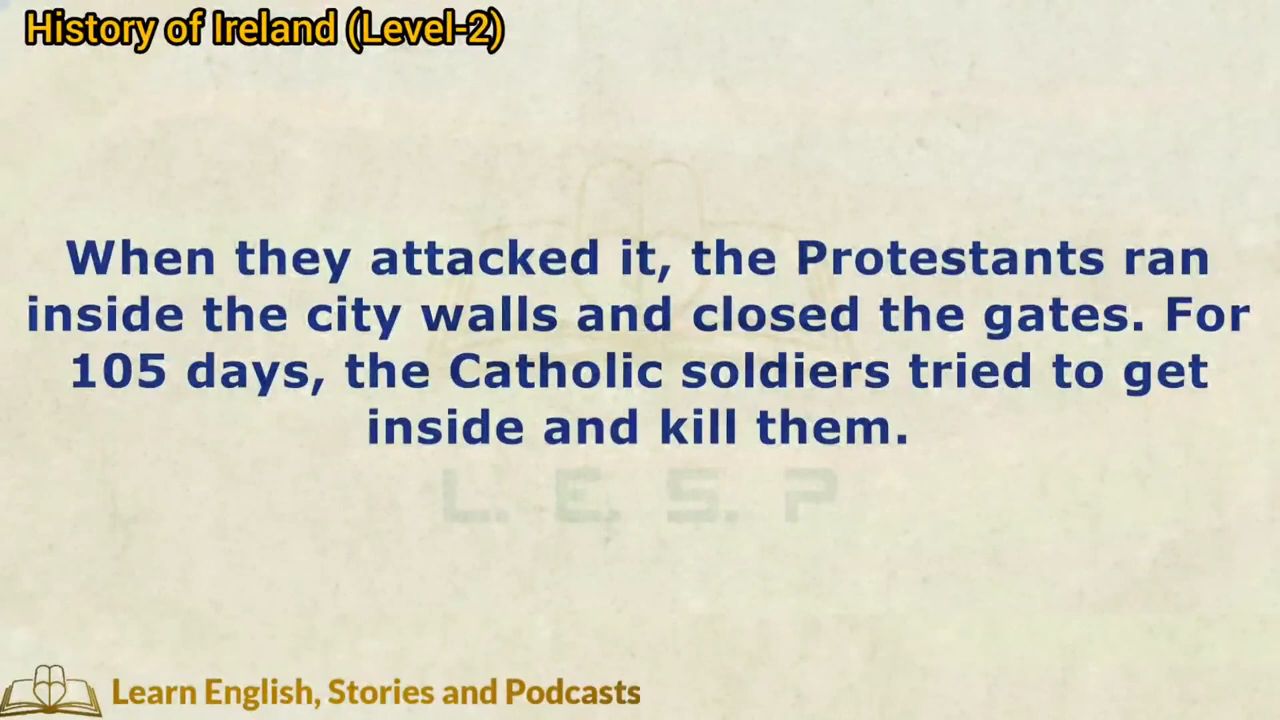 History of Ireland (Level-2)
When they attacked it, the Protestants ran
inside the city walls and closed the gates. For
105 days, the Catholic soldiers tried to get
inside and kill them.
L. E. S. P
Learn English, Stories and Podcasts